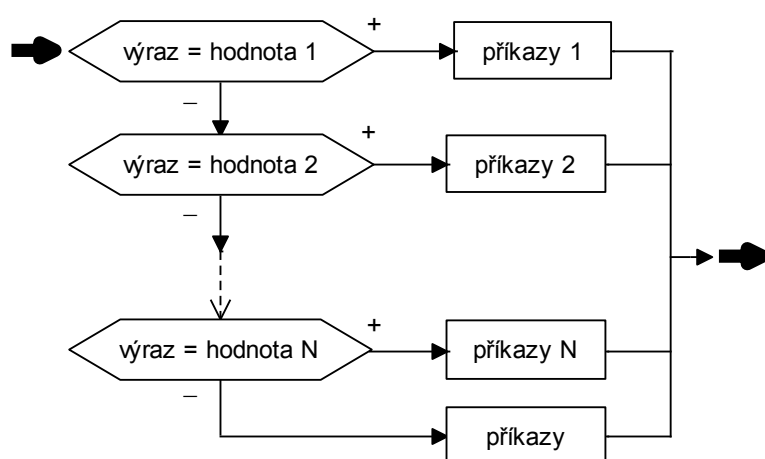 +
výraz = hodnota 1
příkazy 1
–
+
výraz = hodnota 2
příkazy 2
–
+
výraz = hodnota N
příkazy N
–
příkazy